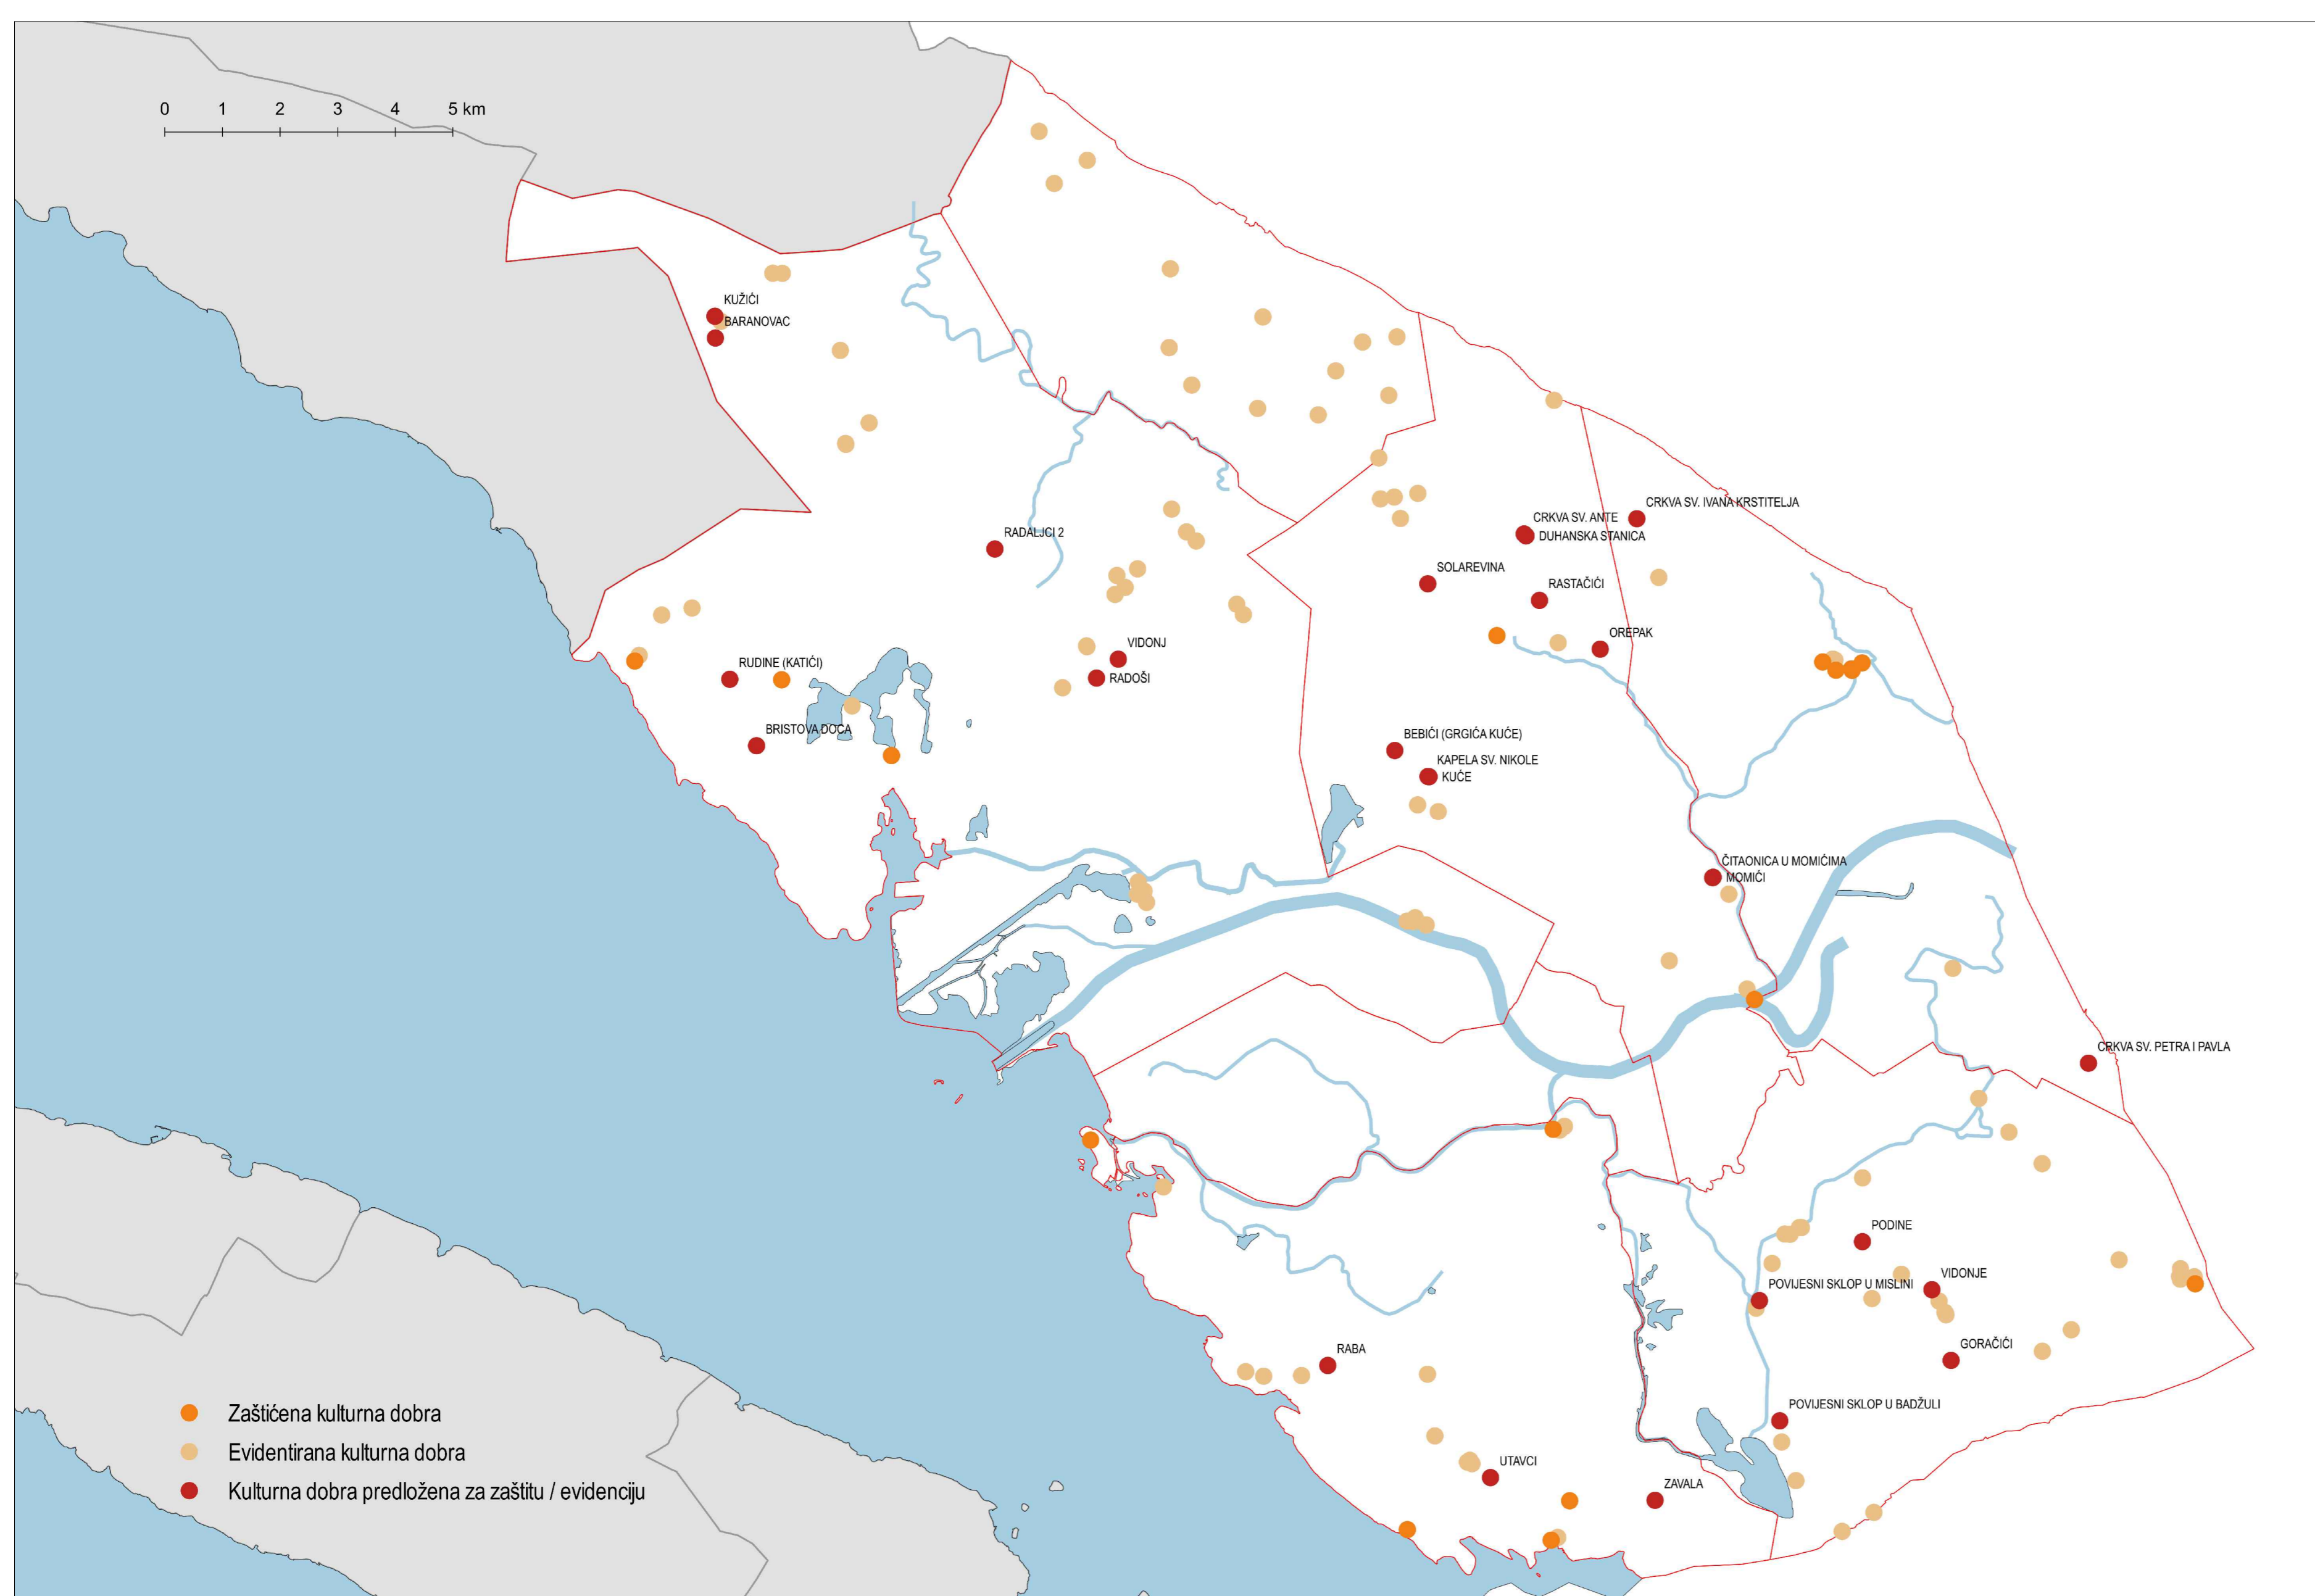 0 1 2 3 4 5 km
KUŽIĆI
BARANOVAC
CRKVA SV. IVANA KRSTITELJA
CRKVA SV. ANTE
DUHANSKA STANICA
RADALJCI 2
SOLAREVINA
RASTAČIĆI
OREPAK
VIDONJ
RADOŠI
RUDINE (KATIĆI)
BRISTOVA DOCA
BEBIĆI (GRGIĆA KUĆE)
KAPELA SV. NIKOLE
KUĆE
ČITAONICA U MOMIĆIMA
MOMIĆI
CRKVA SV. PETRA I PAVLA
PODINE
VIDONJE
POVIJESNI SKLOP U MISLINI
GORAČIĆI
RABA
POVIJESNI SKLOP U BADŽULI
UTAVCI
ZAVALA
Zaštićena kulturna dobra
Evidentirana kulturna dobra
Kulturna dobra predložena za zaštitu / evidenciju